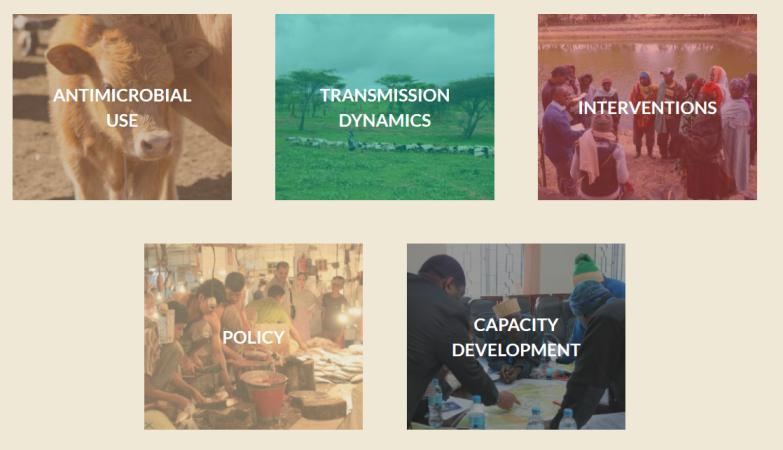 ANTIMICROBIAL
USE
TRANSMISSION
DYNAMICS
INTERVENTIONS
POLICY
CAPACITY
DEVELOPMENT